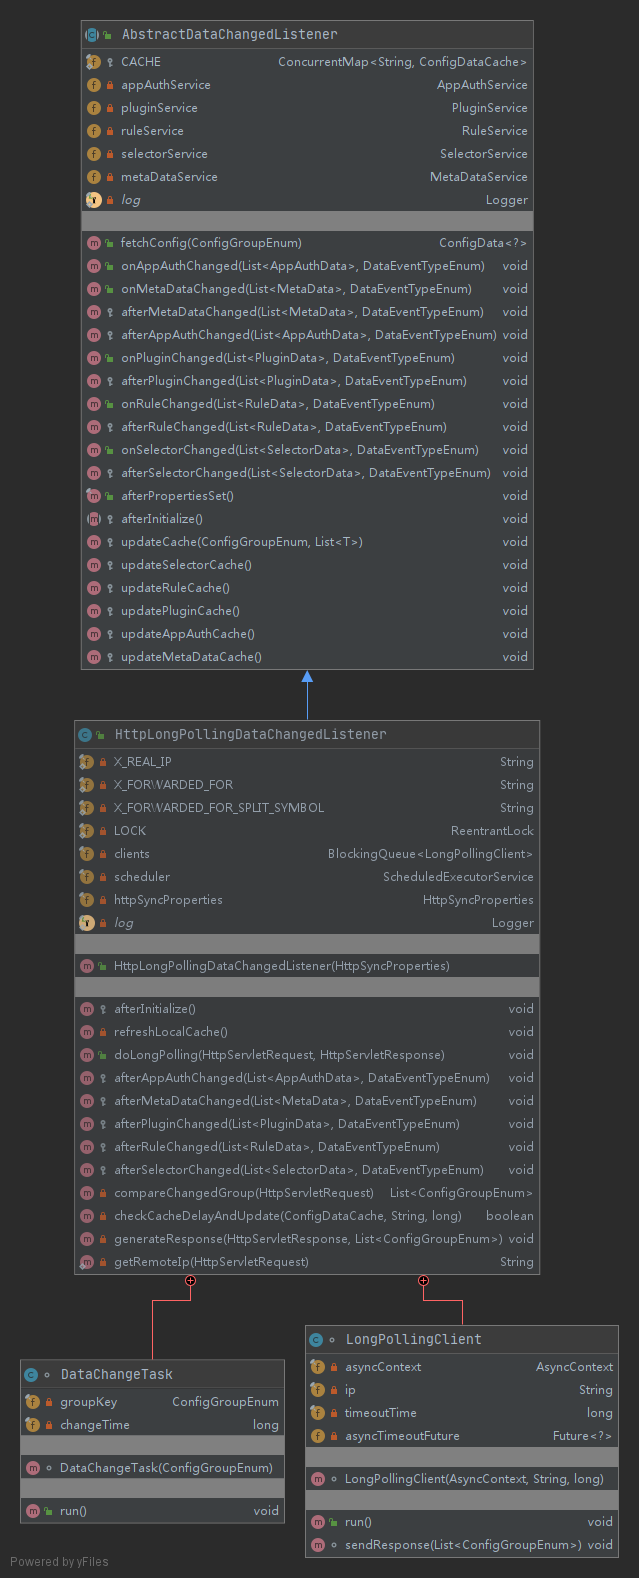 AbstractDataChangedListener
CACHE ConcurrentMap<String, ConfigDataCache>
appAuthService AppAuthService
pluginService PluginService
ruleService RuleService
selectorService SelectorService
metaDataService MetaDataService
log Logger
fetchConfig(ConfigGroupEnum) ConfigData<?>
onAppAuthChanged(List<AppAuthData>, DataEventTypeEnum) void
onMetaDataChanged(List<MetaData>, DataEventTypeEnum) void
afterMetaDataChanged(List<MetaData>, DataEventTypeEnum) void
afterAppAuthChanged(List<AppAuthData>, DataEventTypeEnum) void
onPluginChanged(List<PluginData>, DataEventTypeEnum) void
afterPluginChanged(List<PluginData>, DataEventTypeEnum) void
onRuleChanged(List<RuleData>, DataEventTypeEnum) void
afterRuleChanged(List<RuleData>, DataEventTypeEnum) void
onSelectorChanged(List<SelectorData>, DataEventTypeEnum) void
afterSelectorChanged(List<SelectorData>, DataEventTypeEnum) void
afterPropertiesSet() void
afterInitialize() void
updateCache(ConfigGroupEnum, List<T>) void
updateSelectorCache() void
updateRuleCache() void
updatePluginCache() void
updateAppAuthCache() void
updateMetaDataCache() void
HttpLongPollingDataChangedListener
X_REAL_IP String
X_FORWARDED_FOR String
X_FORWARDED_FOR_SPLIT_SYMBOL String
LOCK ReentrantLock
clients BlockingQueue<LongPollingClient>
scheduler ScheduledExecutorService
httpSyncProperties HttpSyncProperties
log Logger
HttpLongPollingDataChangedListener(HttpSyncProperties)
afterInitialize() void
refreshLocalCache() void
doLongPolling(HttpServletRequest, HttpServletResponse) void
afterAppAuthChanged(List<AppAuthData>, DataEventTypeEnum) void
afterMetaDataChanged(List<MetaData>, DataEventTypeEnum) void
afterPluginChanged(List<PluginData>, DataEventTypeEnum) void
afterRuleChanged(List<RuleData>, DataEventTypeEnum) void
afterSelectorChanged(List<SelectorData>, DataEventTypeEnum) void
compareChangedGroup(HttpServletRequest) List<ConfigGroupEnum>
checkCacheDelayAndUpdate(ConfigDataCache, String, long) boolean
generateResponse(HttpServletResponse, List<ConfigGroupEnum>) void
getRemoteIp(HttpServletRequest) String
DataChangeTask
groupKey ConfigGroupEnum
changeTime long
DataChangeTask(ConfigGroupEnum)
run() void
LongPollingClient
asyncContext AsyncContext
ip String
timeoutTime long
asyncTimeoutFuture Future<?>
LongPollingClient(AsyncContext, String, long)
run() void
sendResponse(List<ConfigGroupEnum>) void
Powered by yFiles